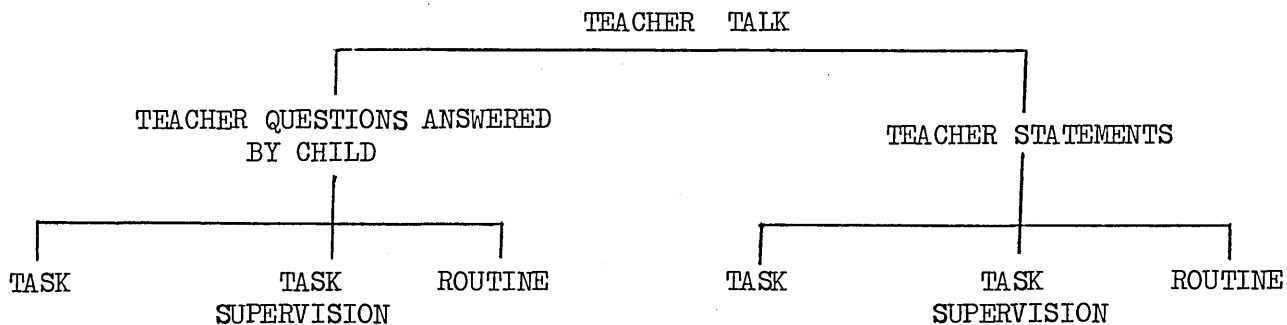 TEACHER TALK
TEACHER QUESTIONS ANSWERED
BY CHILD
TEACHER STATEMENTS
TASK TASK ROUTINE TASK TASK ROUTINE
SUPERVISION SUPERVISION